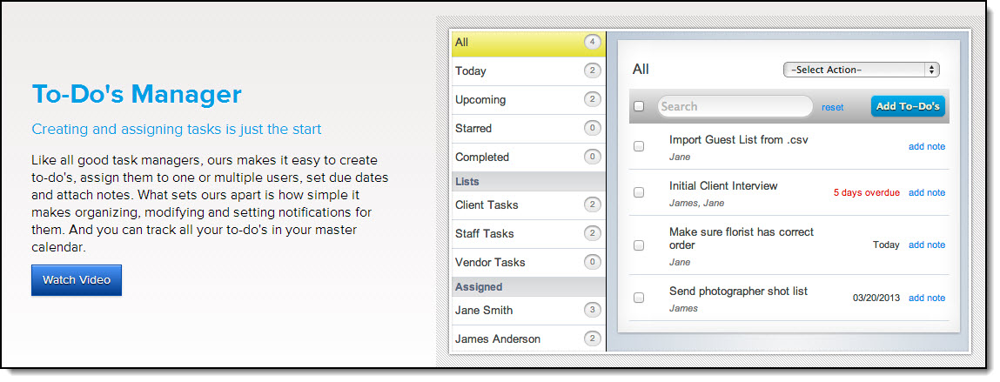 To-Do's Manager
Creating and assigning tasks is just the start
Like all good task managers, ours makes it easy to create
to-do's, assign them to one or multiple users, set due dates
and attach notes. What sets ours apart is how simple it
makes organizing, modifying and setting notifications for
them. And you can track all your to-do's in your master
calendar.
Watch Video
All 4
Today 2
Upcoming 2
Starred 0
Completed 0
Lists
Client Tasks 2
Staff Tasks 2
Vendor Tasks 0
Assigned
Jane Smith 3
James Anderson 2
All -Select Action-
Search reset Add To-Do's
Import Guest List from .csv add note
Jane
Initial Client Interview 5 days overdue add note
James, Jane
Make sure florist has correct
order Today add note
Jane
Send photographer shot list 03/20/2013 add note
James